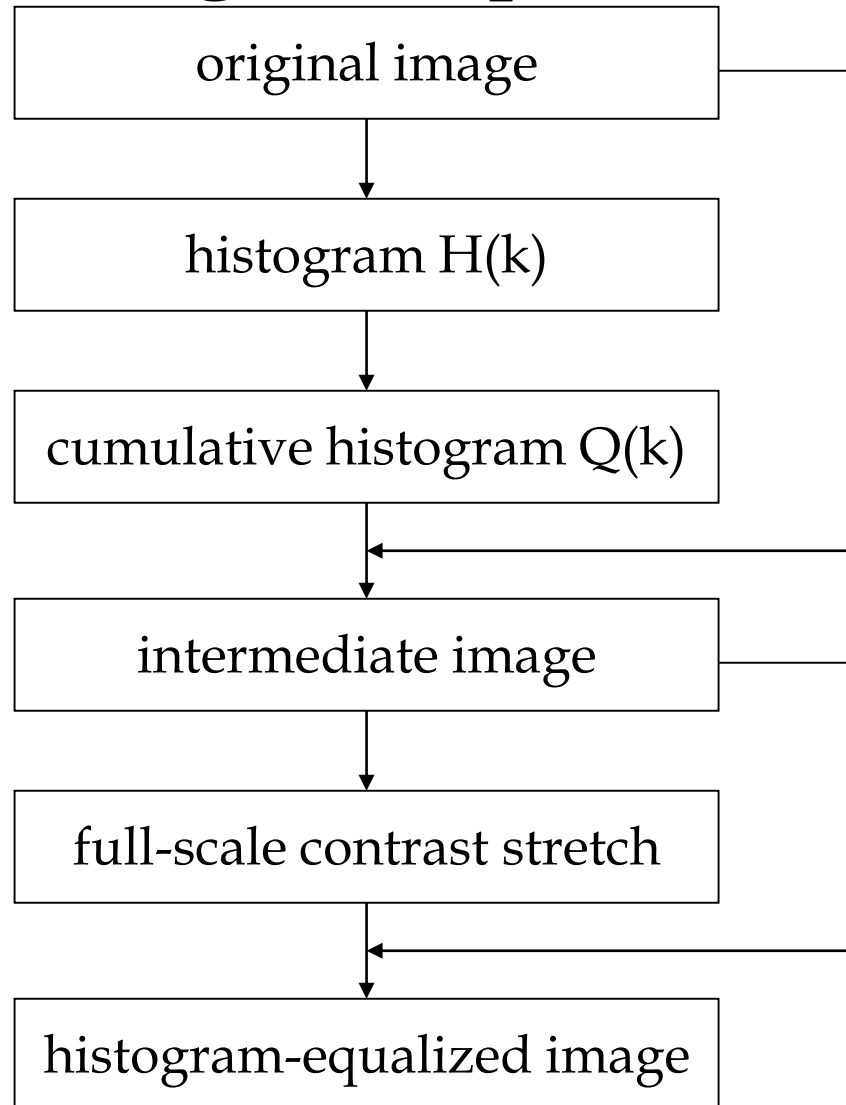 original image
histogram H(k)
cumulative histogram Q(k)
intermediate image
full-scale contrast stretch
histogram-equalized image